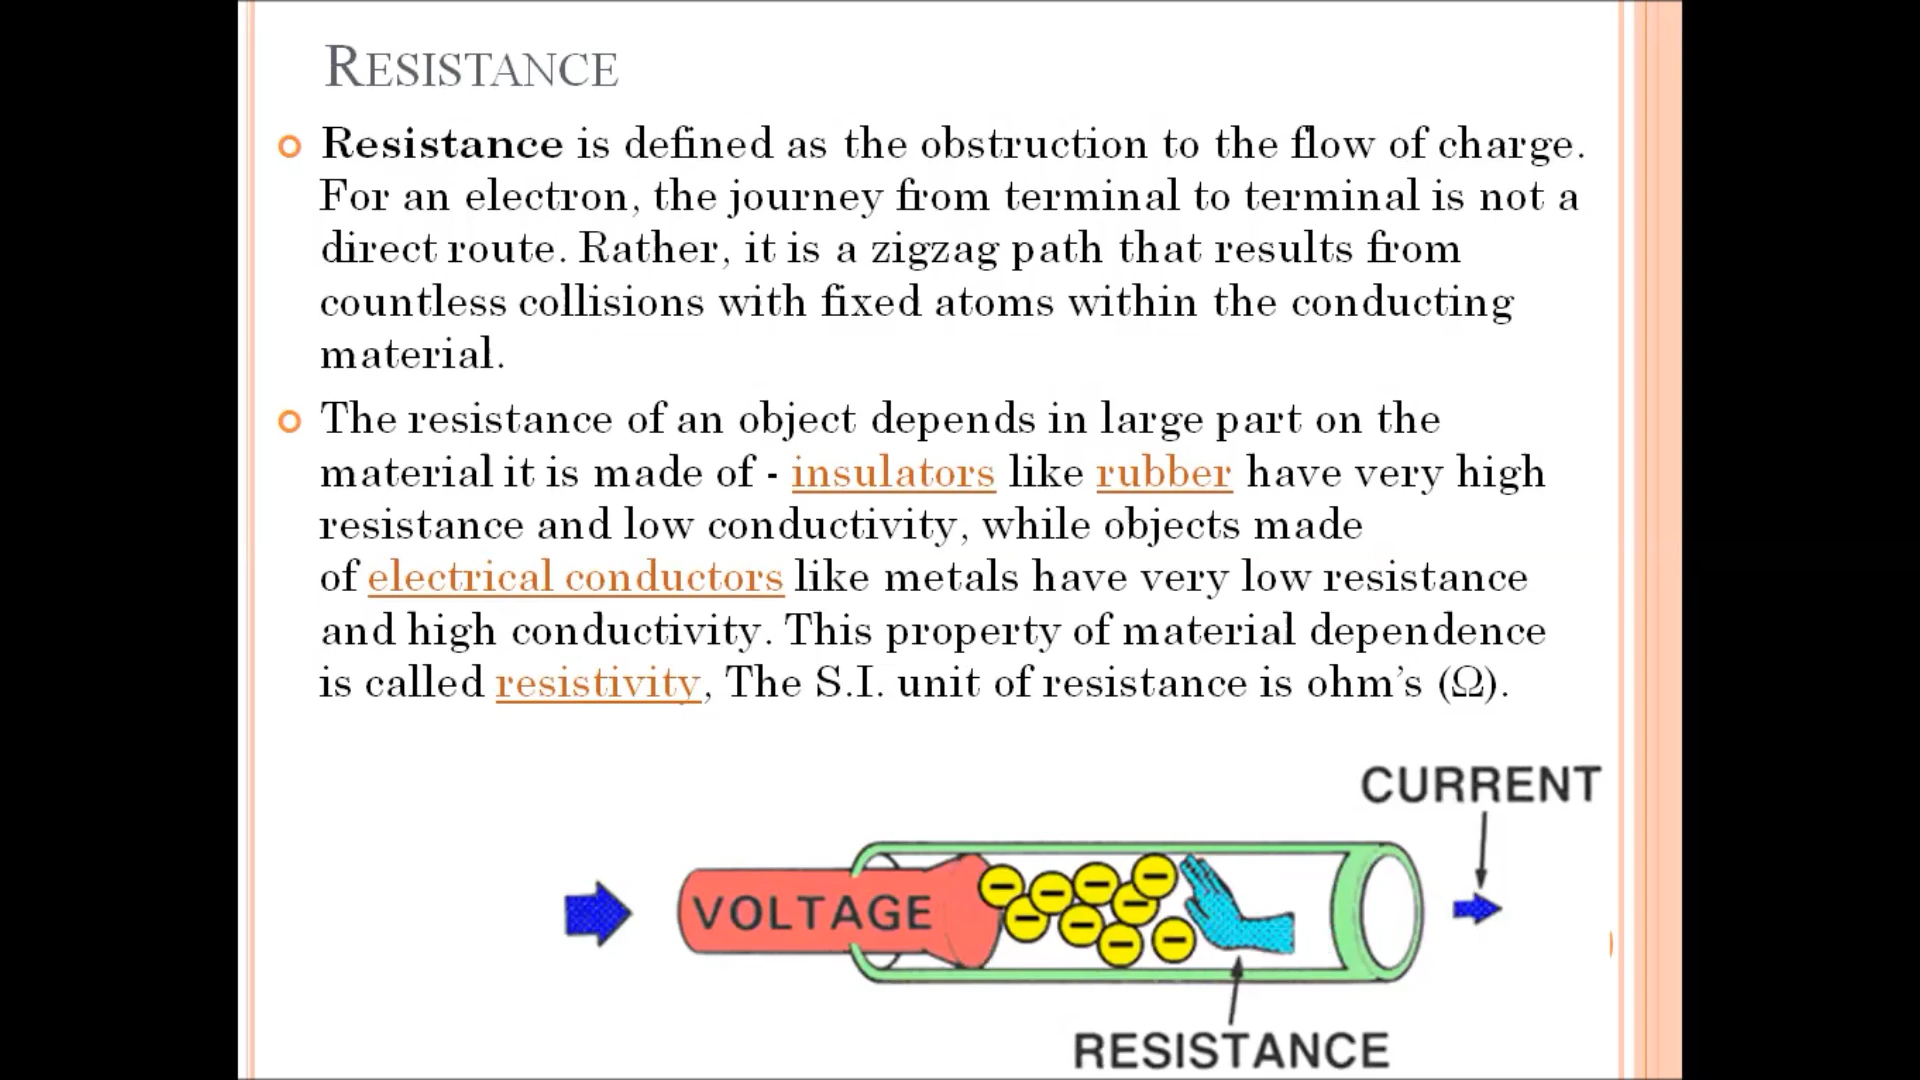 RESISTANCE
Resistance is defined as the obstruction to the flow of charge.
For an electron, the journey from terminal to terminal is not a
direct route. Rather, it is a zigzag path that results from
countless collisions with fixed atoms within the conducting
material.
The resistance of an object depends in large part on the
material it is made of - insulators like rubber have very high
resistance and low conductivity, while objects made
of electrical conductors like metals have very low resistance
and high conductivity. This property of material dependence
is called resistivity, The S.I. unit of resistance is ohm's (Ω).
CURRENT
VOLTAGE
RESISTANCE